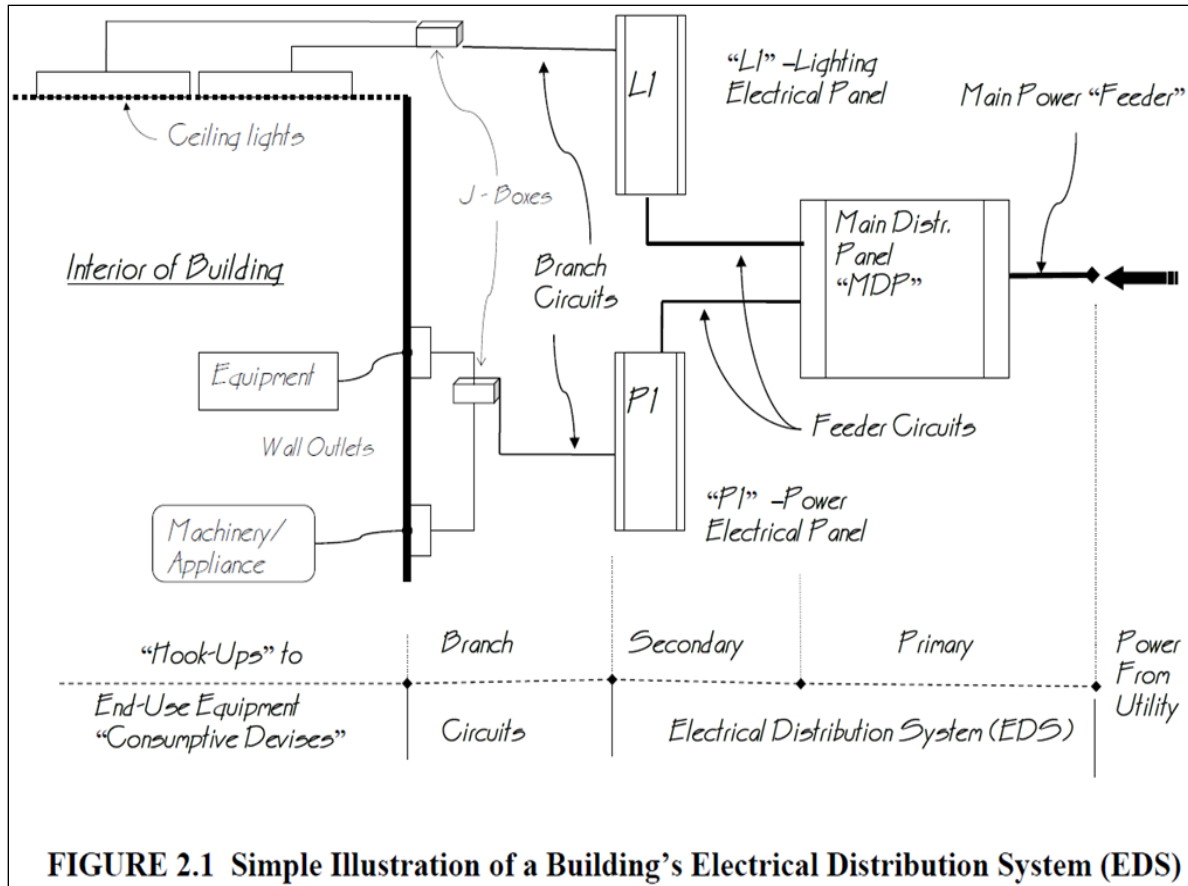 L1
"L1" –Lighting
Electrical Panel
Main Power "Feeder"
Ceiling lights
J - Boxes
Interior of Building
Branch
Circuits
Main Distr.
Panel
"MDP"
Equipment
P1
Feeder Circuits
Wall Outlets
"P1" –Power
Electrical Panel
Machinery/
Appliance
"Hook-Ups" to
Branch
Secondary
Primary
Power
From
Utility
End-Use Equipment
"Consumptive Devises"
Circuits
Electrical Distribution System (EDS)
FIGURE 2.1 Simple Illustration of a Building's Electrical Distribution System (EDS)